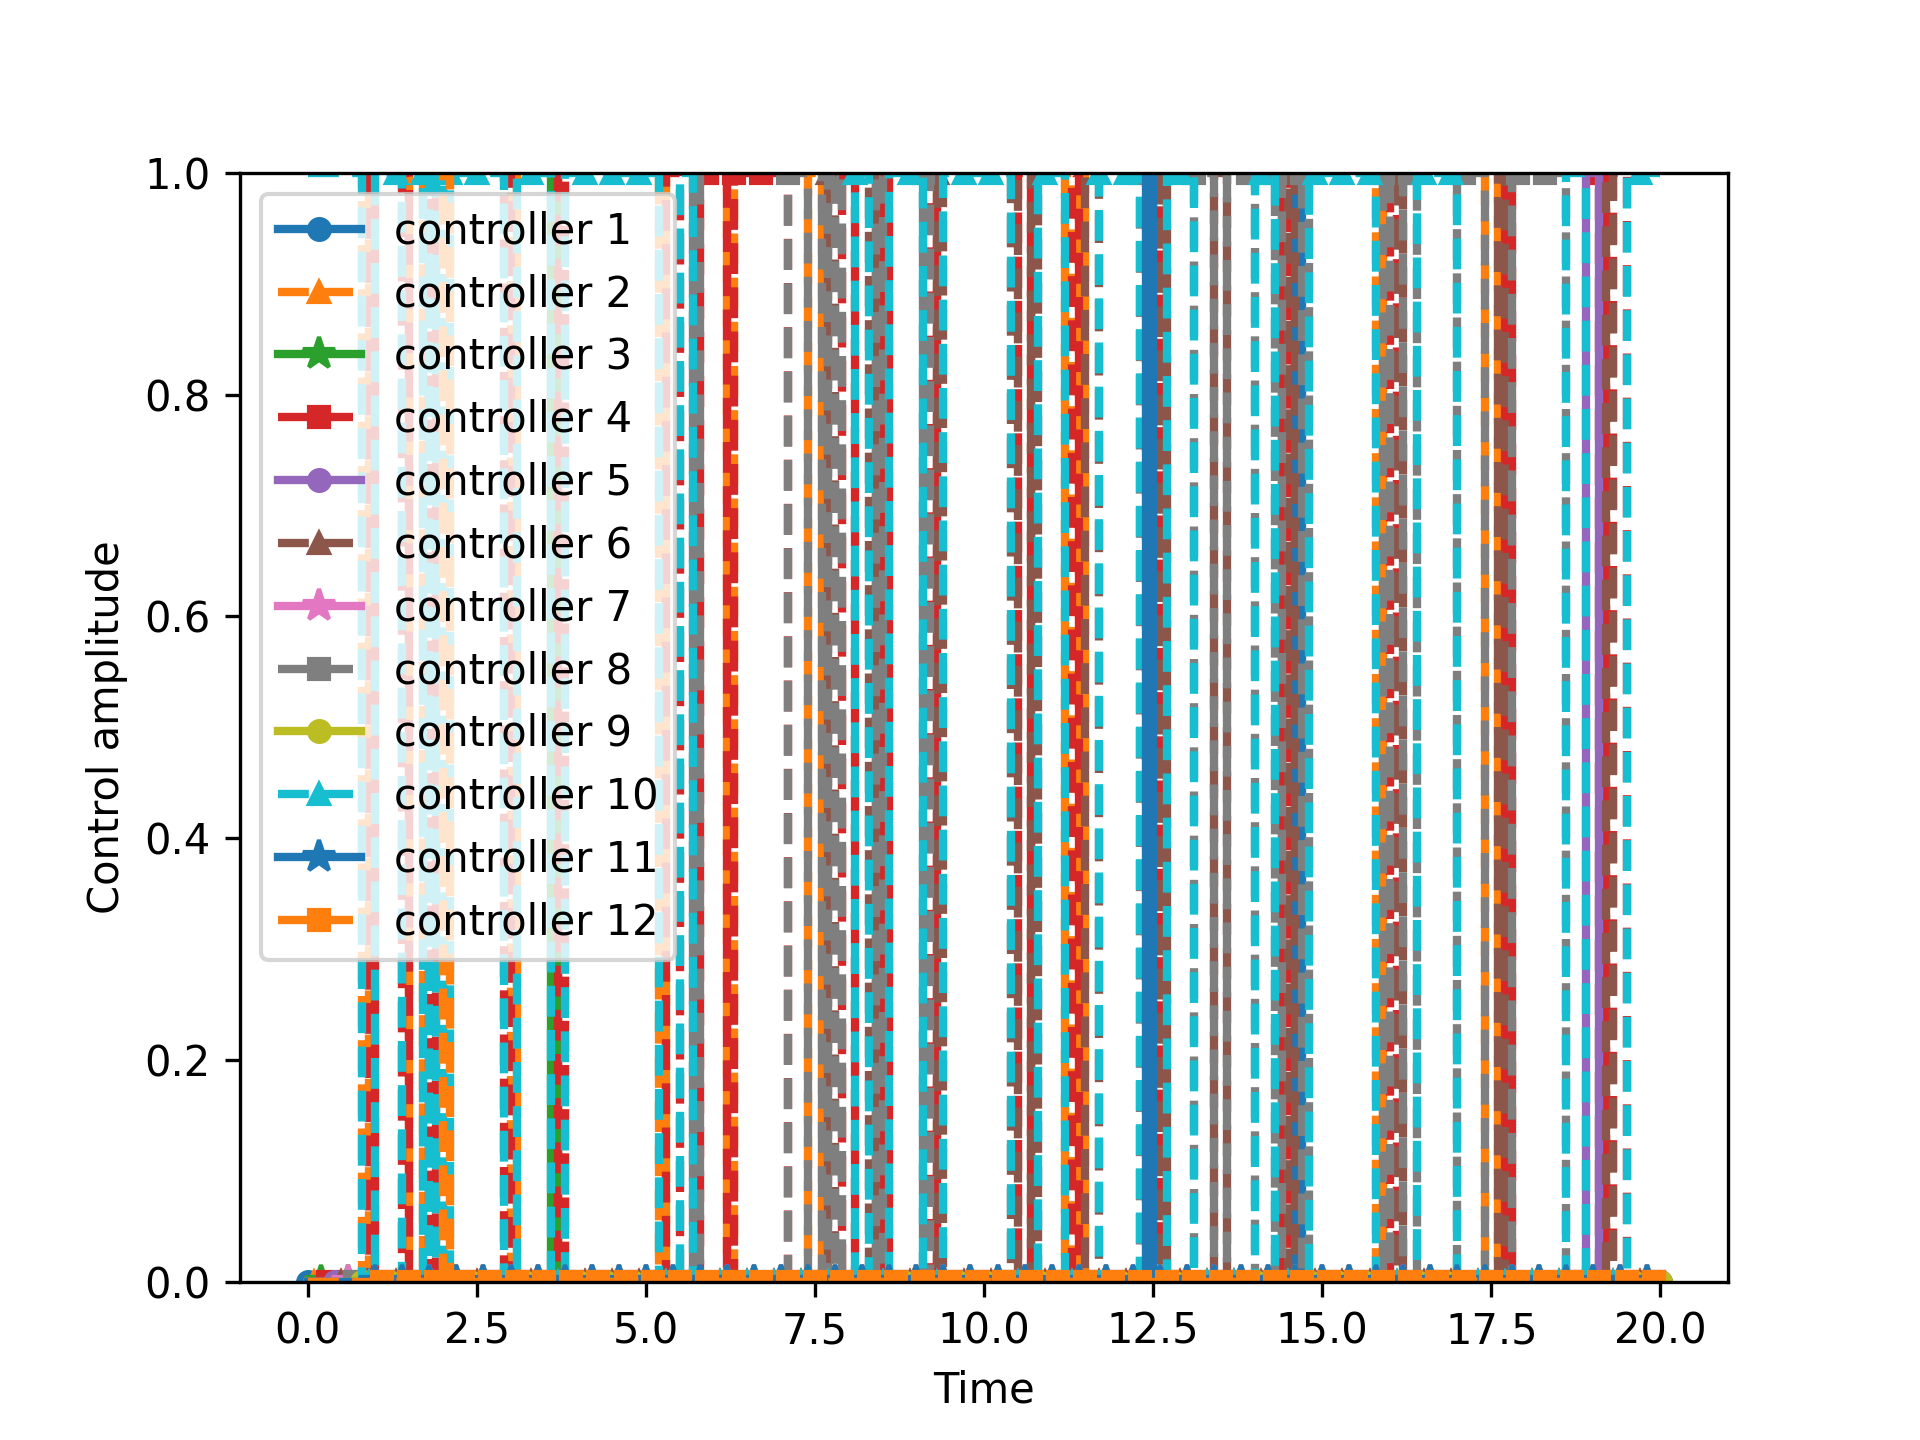 1.0
0.8
0.6
0.4
0.2
0.0
Control amplitude
controller 1
controller 2
controller 3
controller 4
controller 5
controller 6
controller 7
controller 8
controller 9
controller 10
controller 11
controller 12
0.0 2.5 5.0 7.5 10.0 12.5 15.0 17.5 20.0
Time